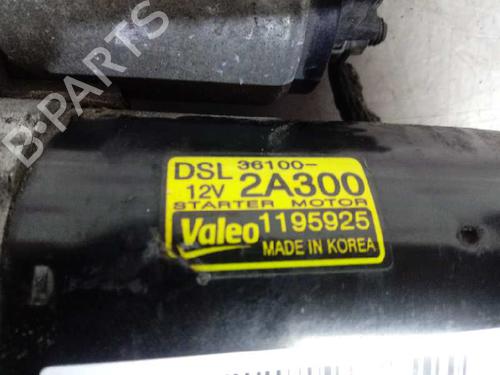 B-PARTS
DSL 36100-
12V 2A300
STARTER MOTOR
Valeo 1195925
MADE IN KOREA